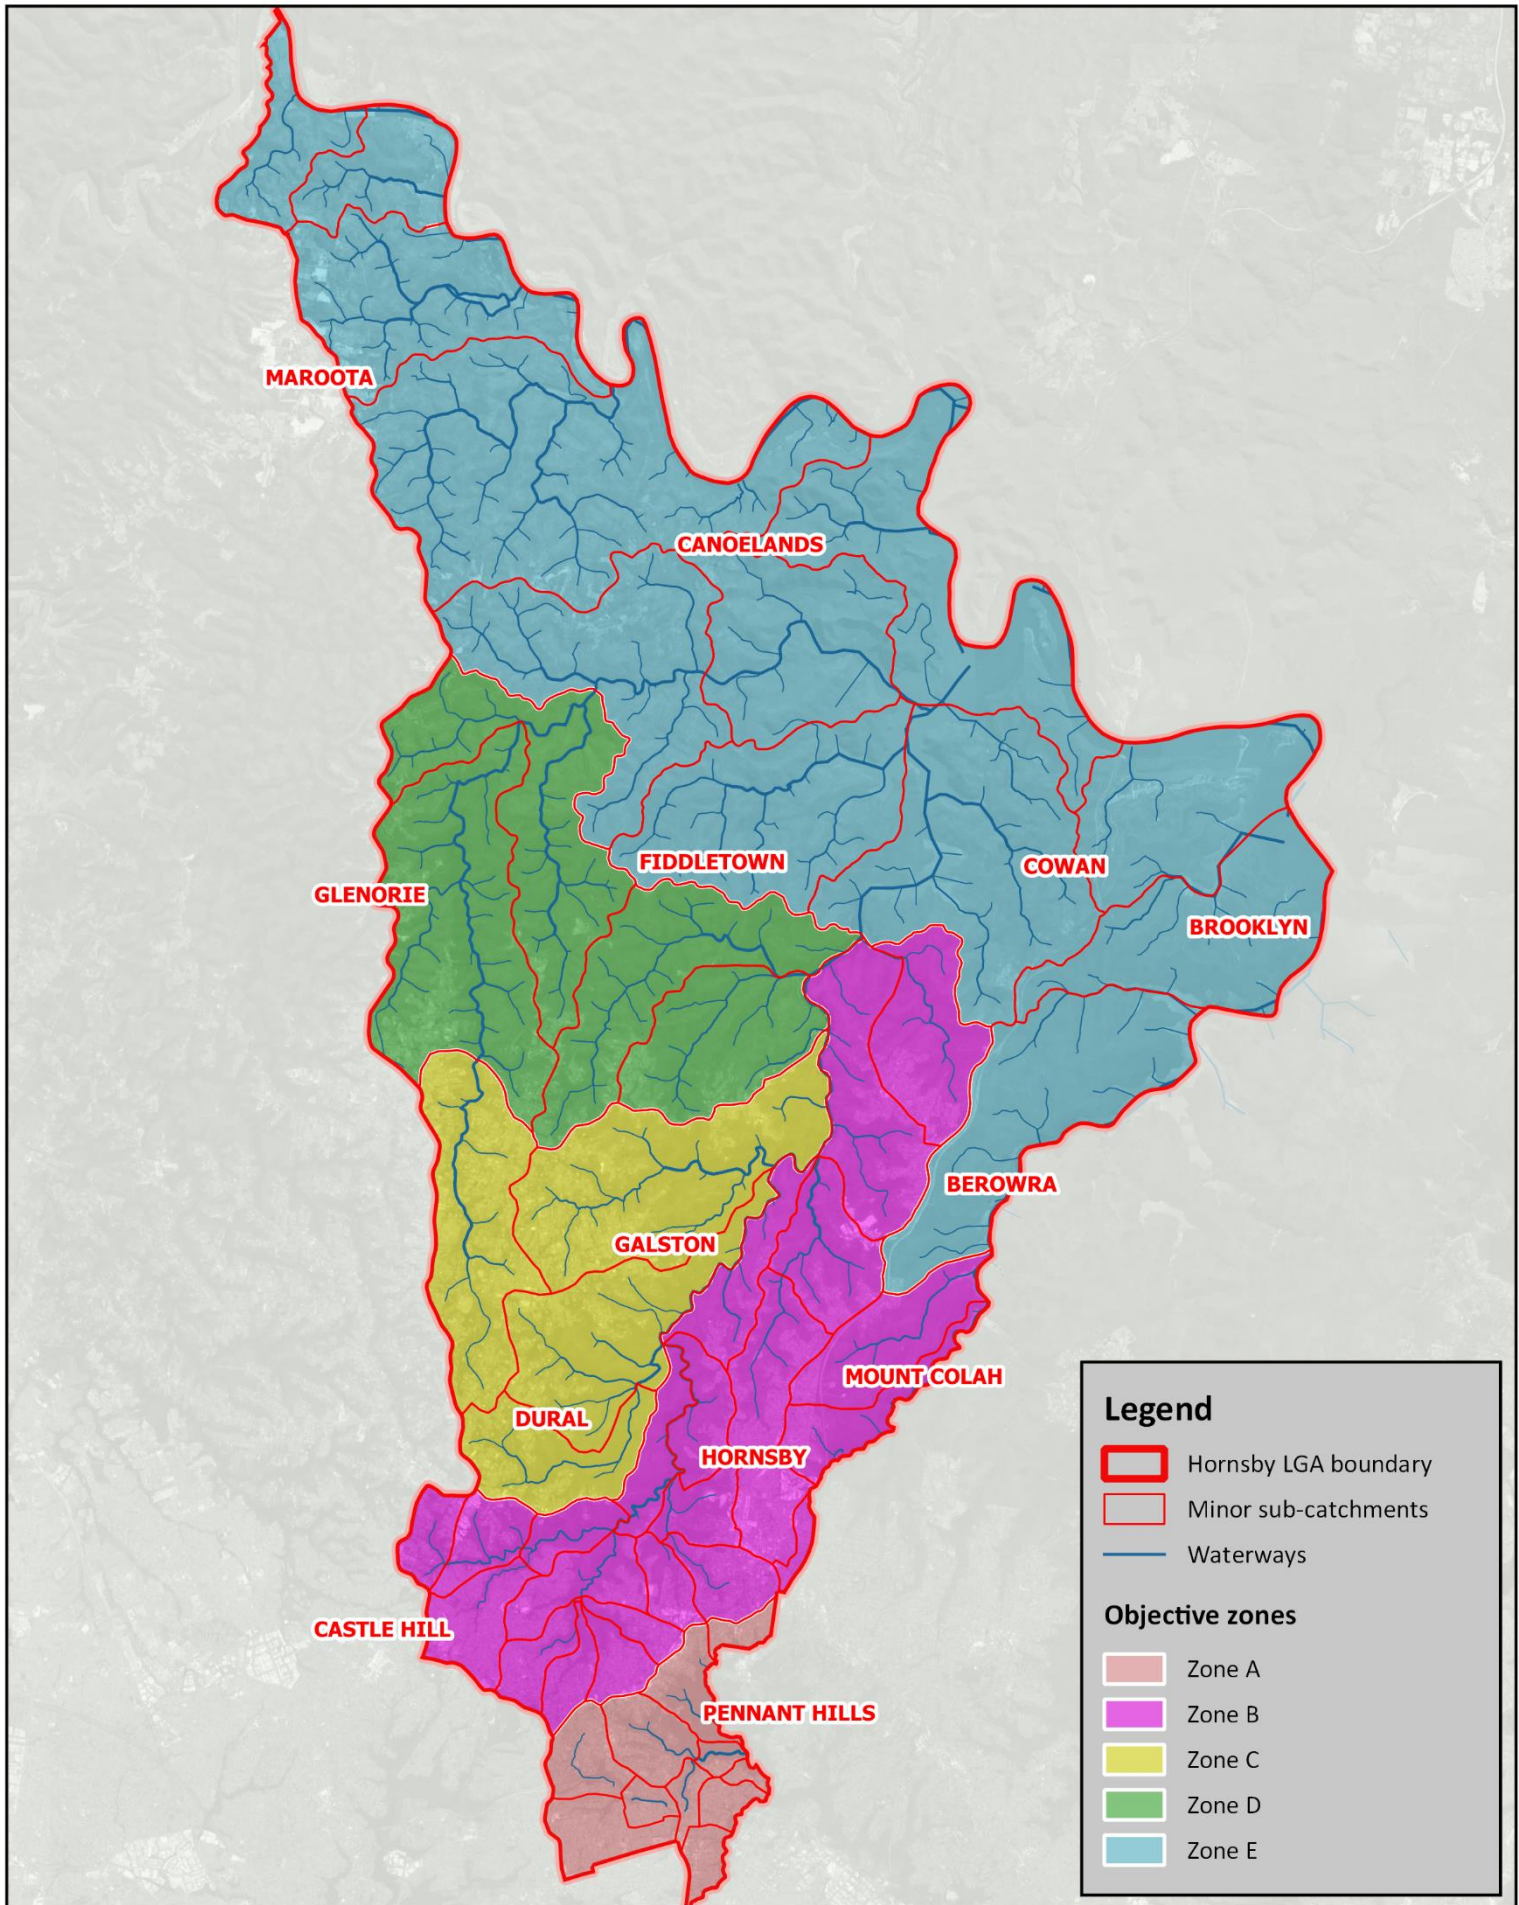 MAROOTA
CANOELANDS
FIDDLETOWN
COWAN
GLENORIE
BROOKLYN
BEROWRA
GALSTON
MOUNT COLAH
DURAL
HORNSBY
CASTLE HILL
PENNANT HILLS
Legend
Hornsby LGA boundary
Minor sub-catchments
Waterways
Objective zones
Zone A
Zone B
Zone C
Zone D
Zone E